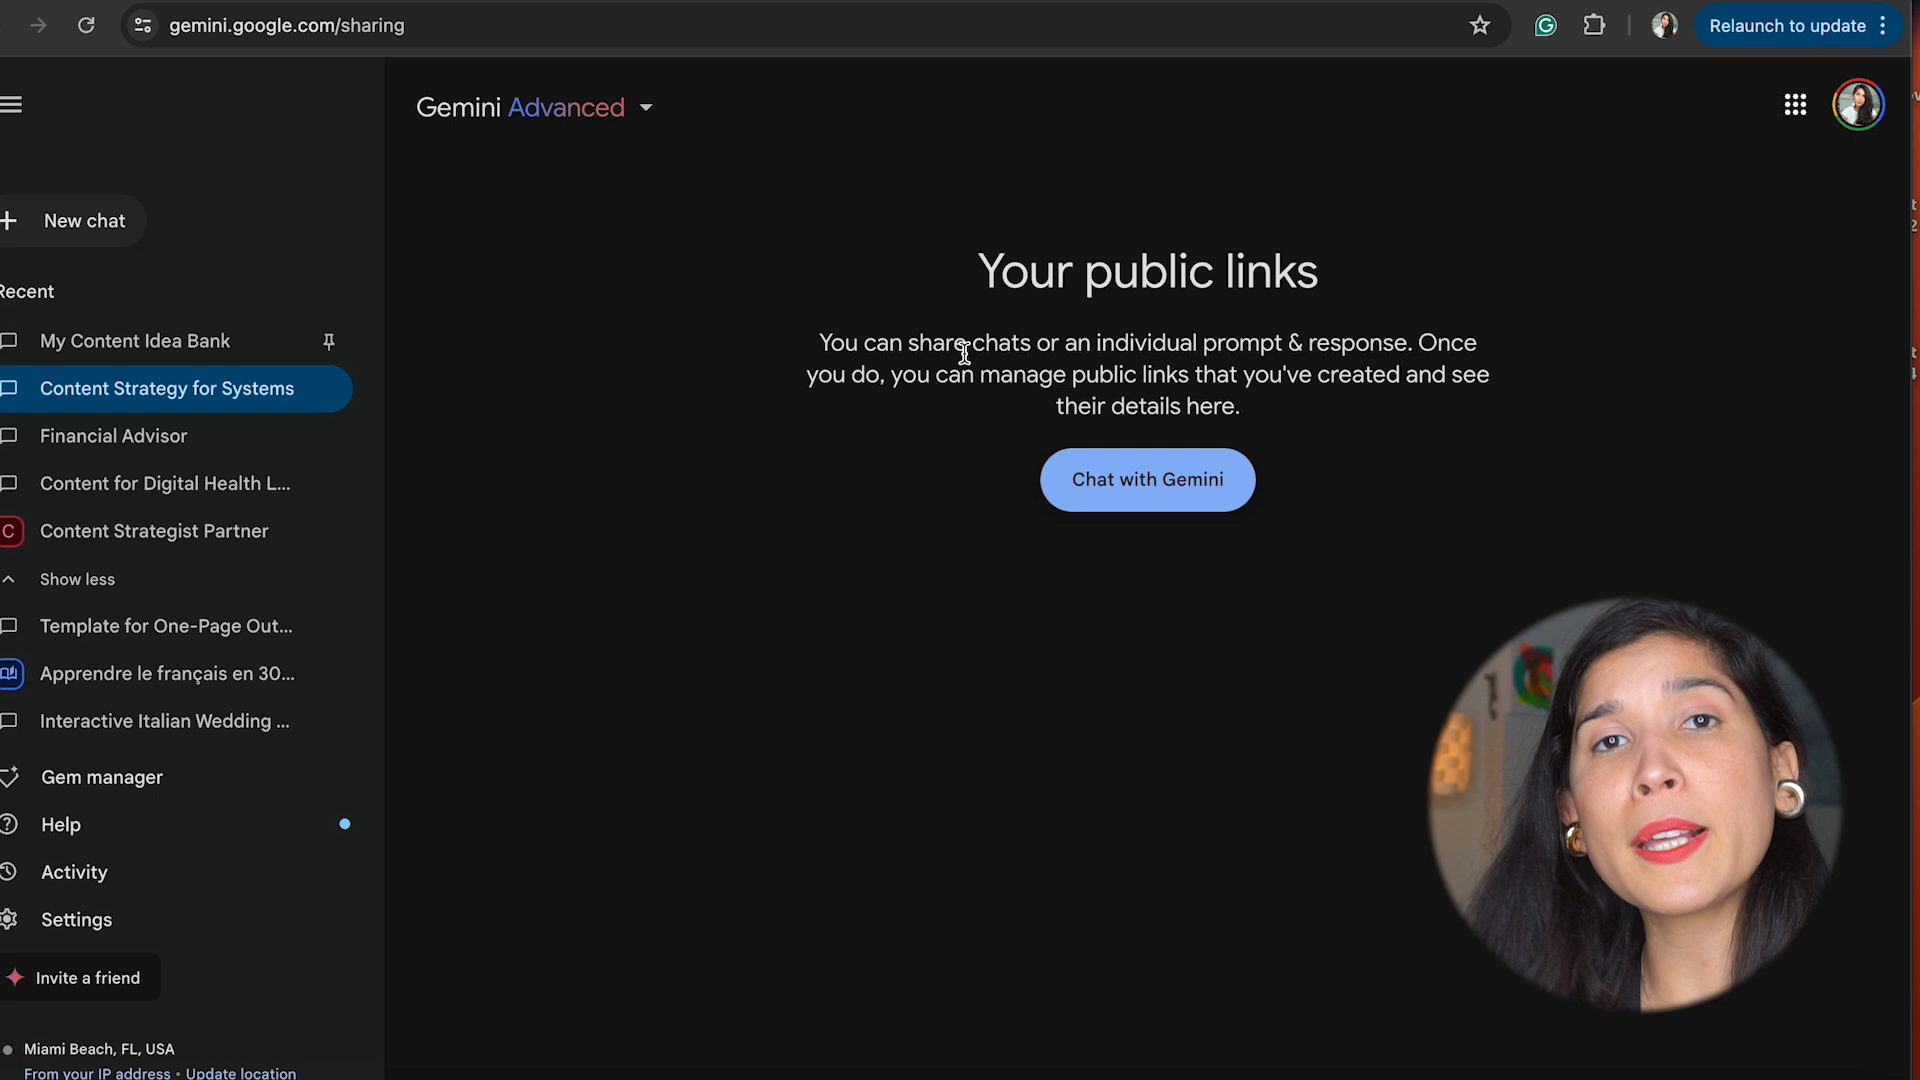 gemini.google.com/sharing
Relaunch to update
Gemini Advanced
New chat
Recent
My Content Idea Bank
Content Strategy for Systems
Financial Advisor
Content for Digital Health L...
C
Content Strategist Partner
Show less
Template for One-Page Out...
Apprendre le français en 30...
Interactive Italian Wedding ...
Gem manager
Help
Activity
Settings
Invite a friend
Miami Beach, FL, USA
From your IP address • Update location
Your public links
You can share chats or an individual prompt & response. Once
you do, you can manage public links that you've created and see
their details here.
Chat with Gemini